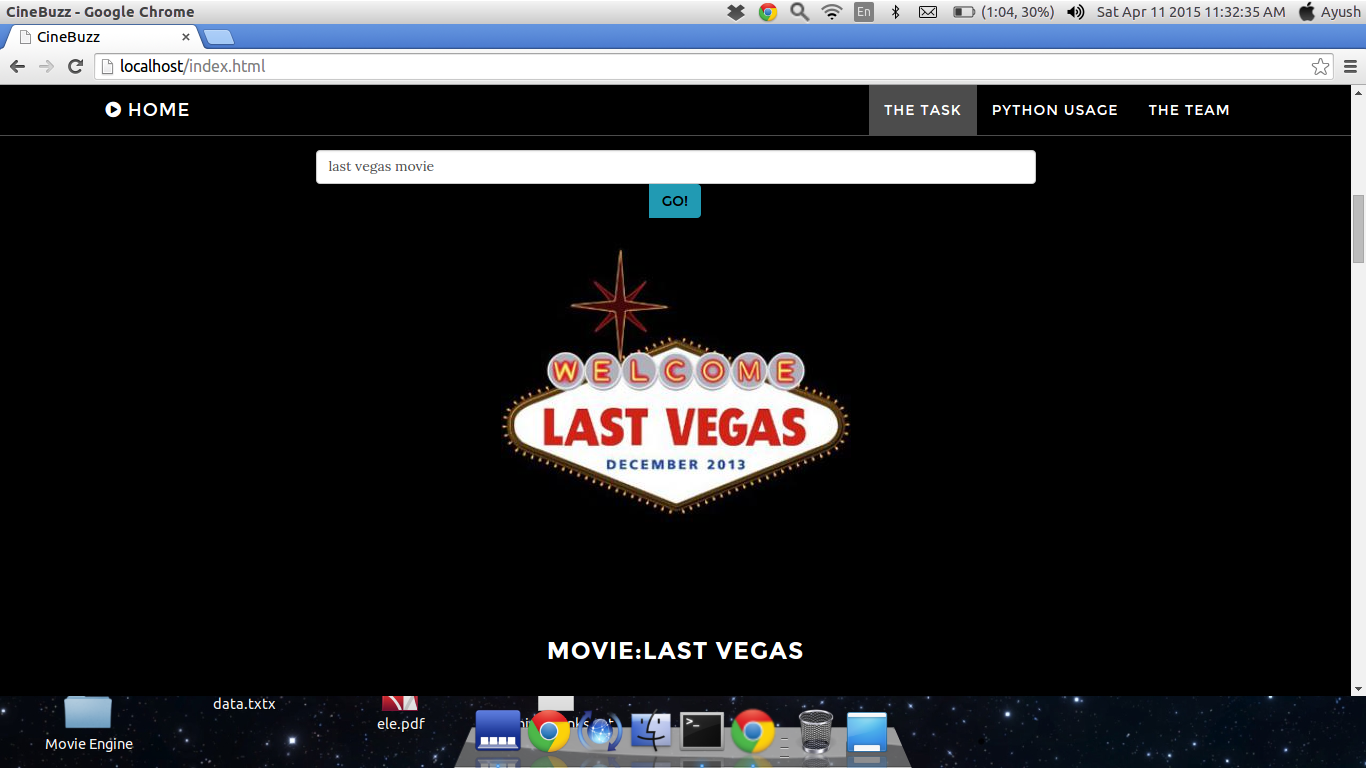 CineBuzz - Google Chrome
En
(1:04, 30%)
Sat Apr 11 2015 11:32:35 AM
Ayush
CineBuzz
localhost/index.html
HOME
THE TASK
PYTHON USAGE
THE TEAM
last vegas movie
GO!
WELCOME
LAST VEGAS
DECEMBER 2013
MOVIE:LAST VEGAS
data.txtx
ele.pdf
Movie Engine